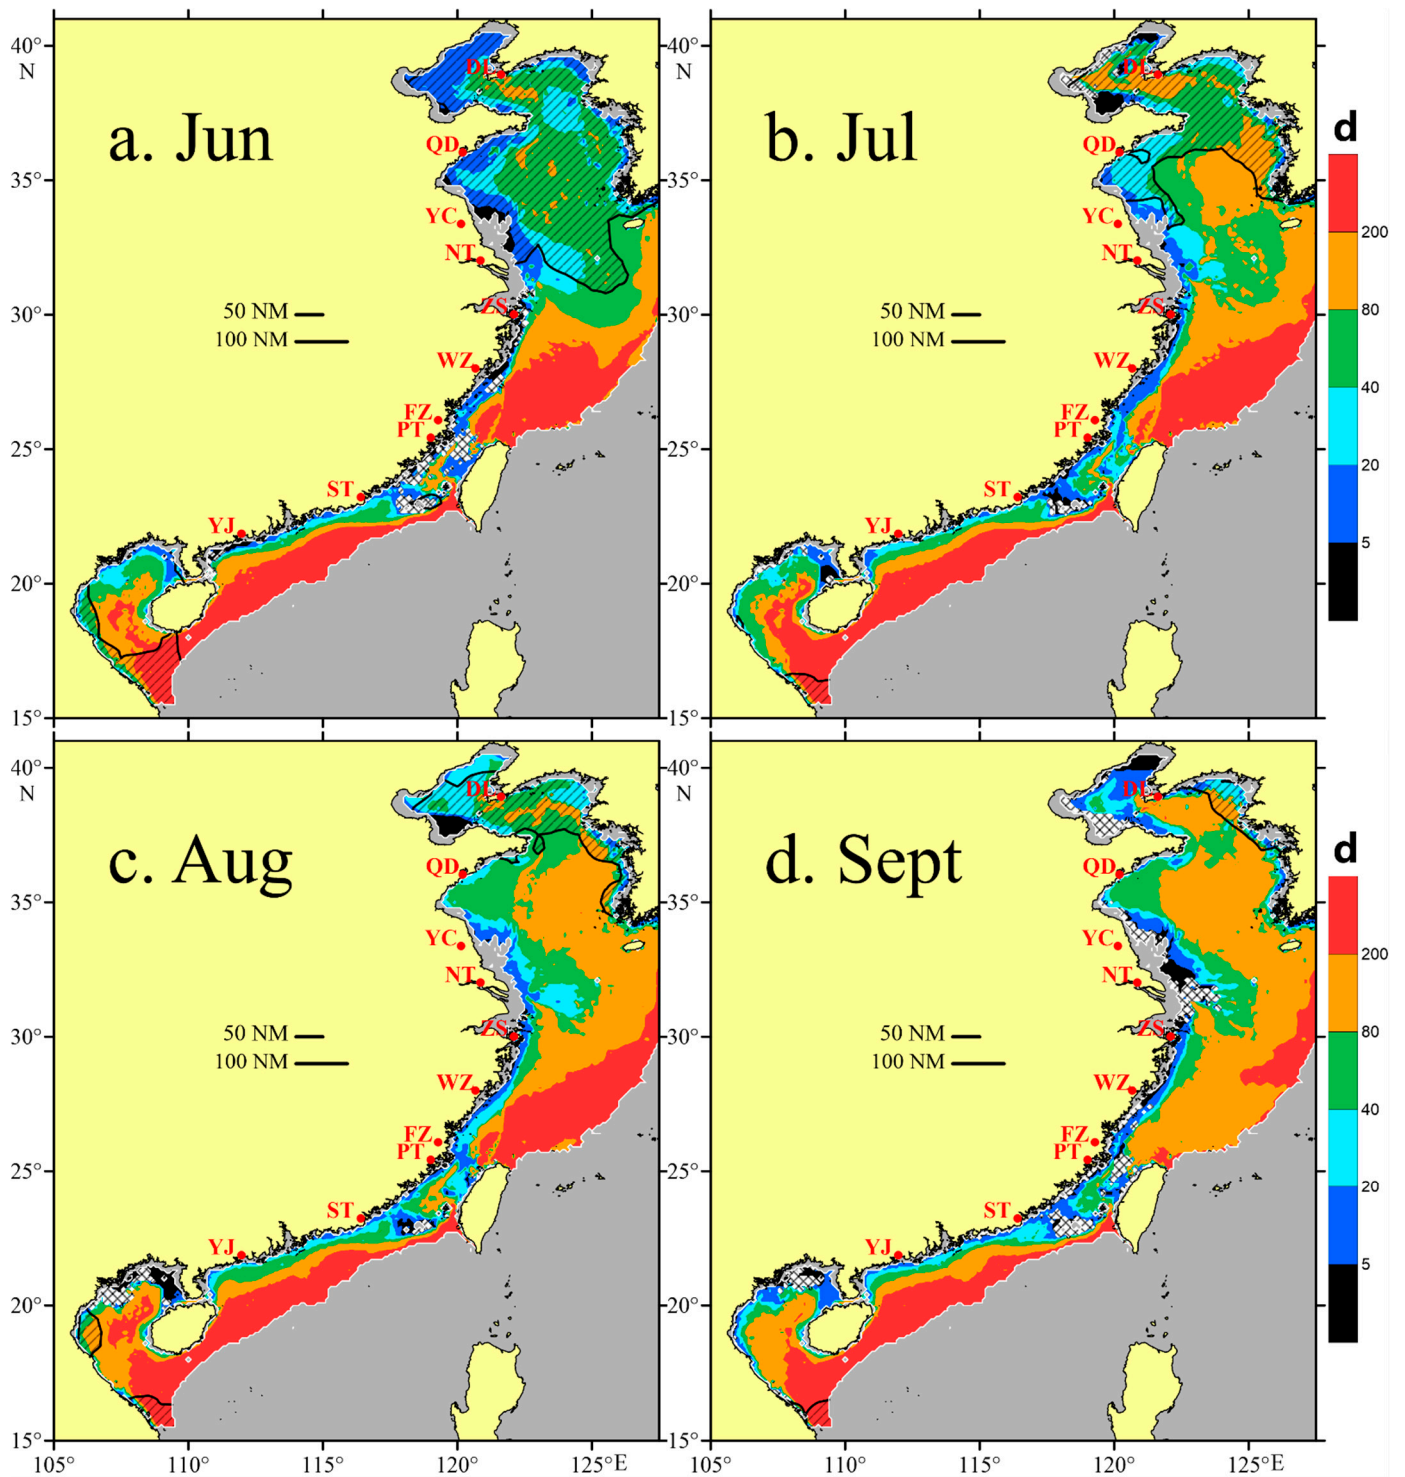 a. Jun
b. Jul
d
40°
N
35°
30°
25°
20°
15°
DL
QD
YC
NT
ZS
50 NM
100 NM
WZ
FZ
PT
ST
YJ
40°
N
35°
30°
25°
20°
15°
DL
QD
YC
NT
ZS
50 NM
100 NM
WZ
FZ
PT
ST
YJ
200
80
40
20
5
c. Aug
d. Sept
d
40°
N
35°
30°
25°
20°
15°
DL
QD
YC
NT
ZS
50 NM
100 NM
WZ
FZ
PT
ST
YJ
40°
N
35°
30°
25°
20°
15°
DL
QD
YC
NT
ZS
50 NM
100 NM
WZ
FZ
PT
ST
YJ
200
80
40
20
5
105° 110° 115° 120° 125°E
105° 110° 115° 120° 125°E